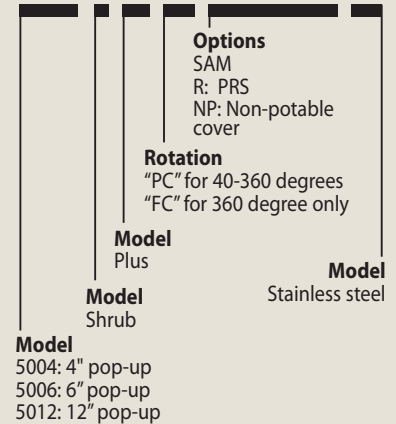 Options
SAM
R: PRS
NP: Non-potable
cover
Rotation
“PC” for 40-360 degrees
“FC” for 360 degree only
Model
Plus
Model
Stainless steel
Model
Shrub
Model
5004: 4" pop-up
5006: 6” pop-up
5012: 12” pop-up